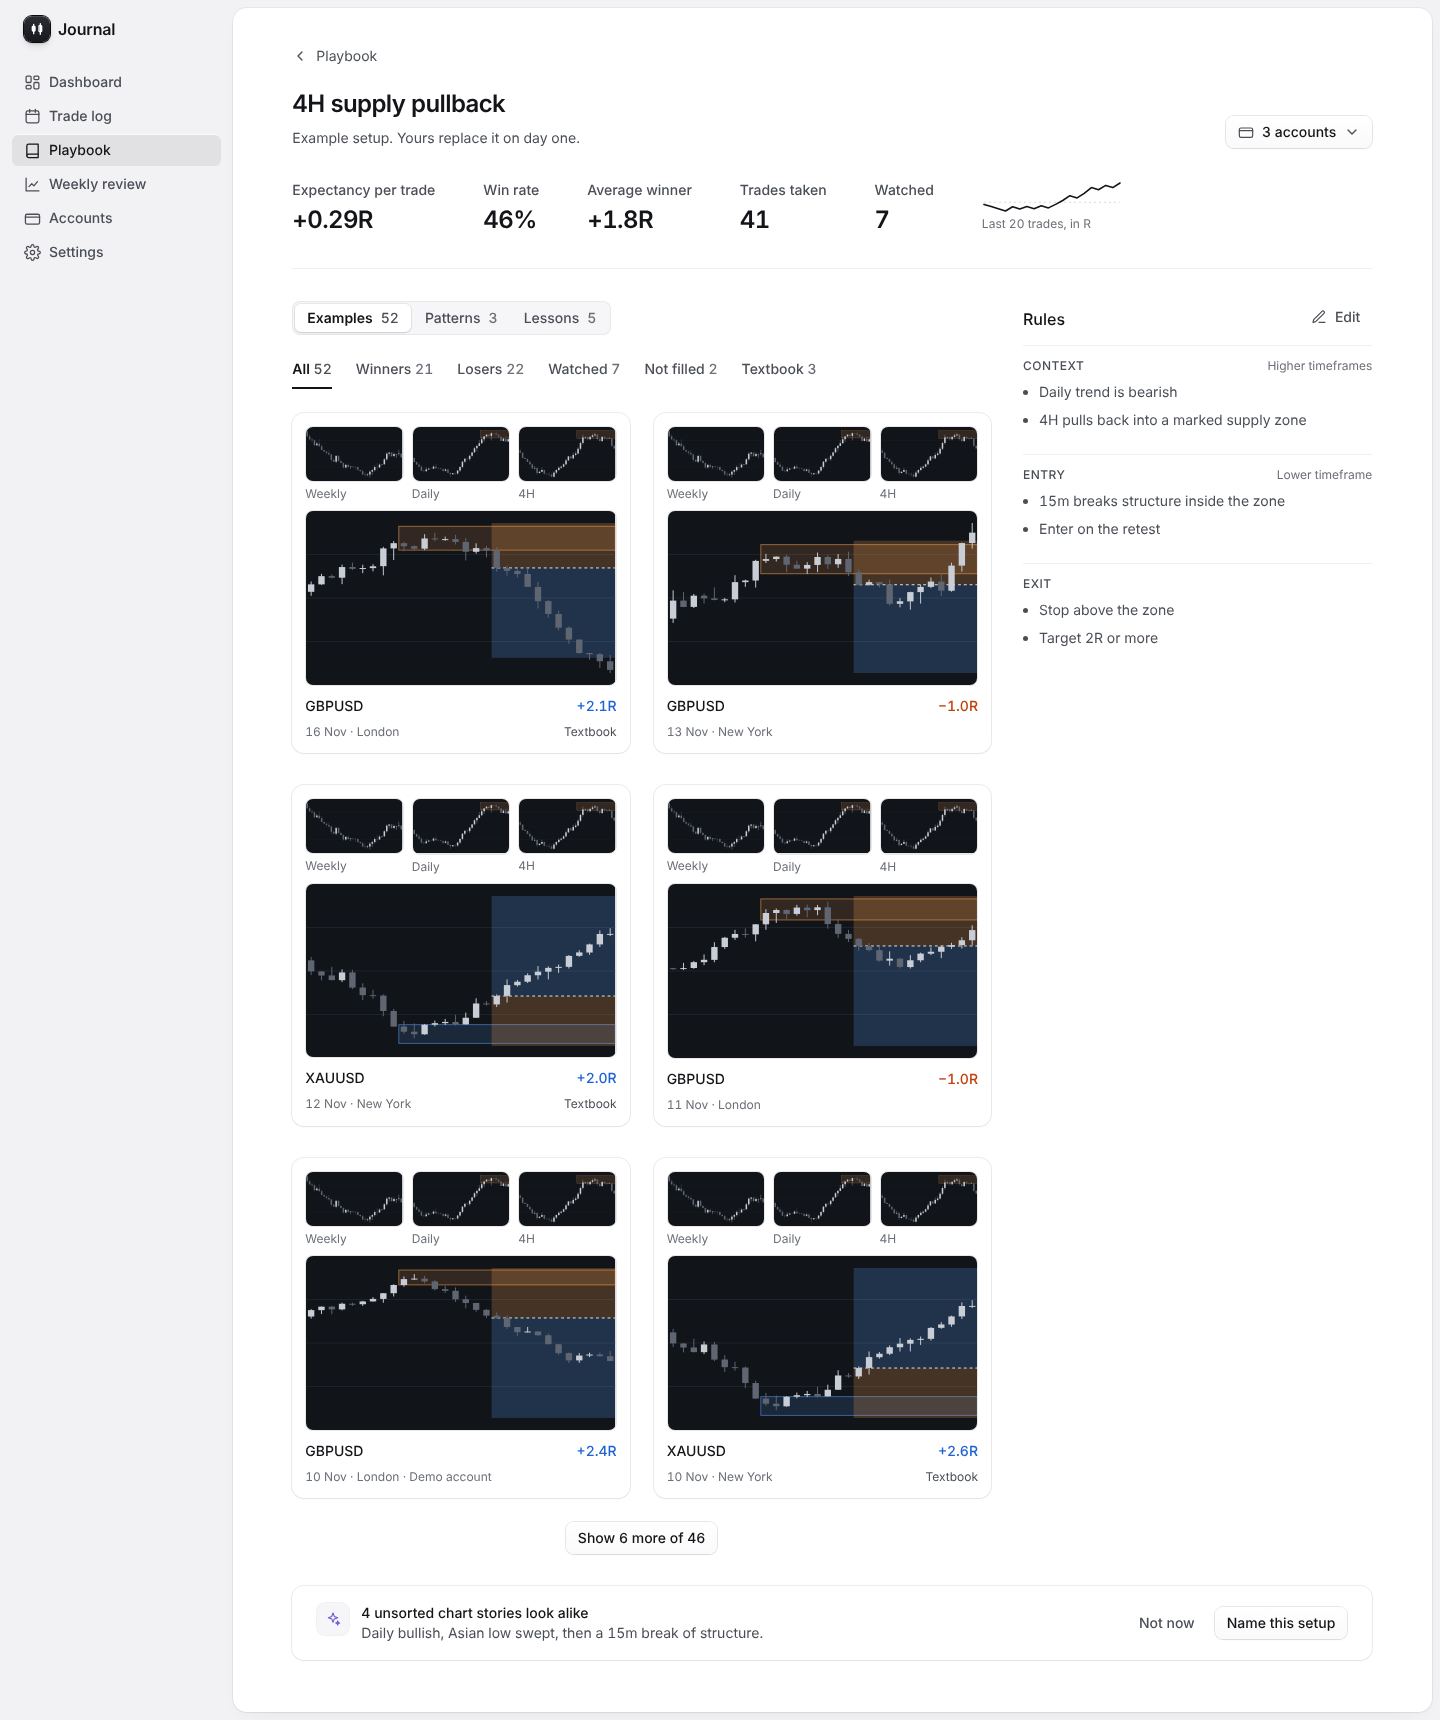 Journal
Dashboard
Trade log
Playbook
Weekly review
Accounts
Settings
Playbook
4H supply pullback
Example setup. Yours replace it on day one.
3 accounts
Expectancy per trade
+0.29R
Win rate
46%
Average winner
+1.8R
Trades taken
41
Watched
7
Last 20 trades, in R
Examples 52
Patterns 3
Lessons 5
All 52
Winners 21
Losers 22
Watched 7
Not filled 2
Textbook 3
Weekly
Daily
4H
GBPUSD
+2.1R
16 Nov · London
Textbook
Weekly
Daily
4H
GBPUSD
−1.0R
13 Nov · New York
Weekly
Daily
4H
XAUUSD
+2.0R
12 Nov · New York
Textbook
Weekly
Daily
4H
GBPUSD
−1.0R
11 Nov · London
Weekly
Daily
4H
GBPUSD
+2.4R
10 Nov · London · Demo account
Weekly
Daily
4H
XAUUSD
+2.6R
10 Nov · New York
Textbook
Show 6 more of 46
Rules
Edit
CONTEXT
Higher timeframes
Daily trend is bearish
4H pulls back into a marked supply zone
ENTRY
Lower timeframe
15m breaks structure inside the zone
Enter on the retest
EXIT
Stop above the zone
Target 2R or more
4 unsorted chart stories look alike
Daily bullish, Asian low swept, then a 15m break of structure.
Not now
Name this setup